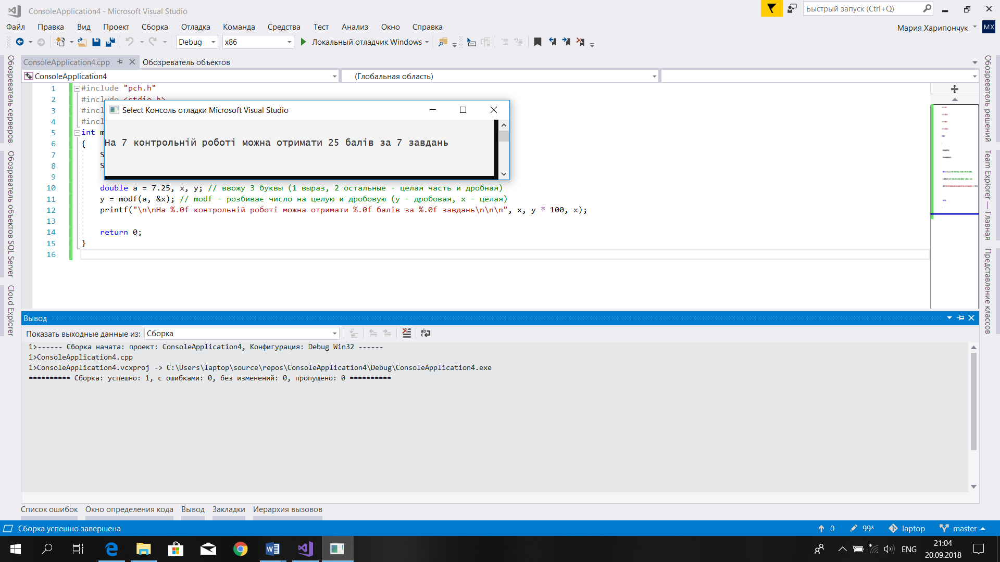 ConsoleApplication4 - Microsoft Visual Studio
Быстрый запуск (Ctrl+Q)
Файл Правка Вид Проект Сборка Отладка Команда Средства Тест Анализ Окно Справка
Мария Харипончук MX
Debug x86 Локальный отладчик Windows
ConsoleApplication4.cpp Обозреватель объектов
ConsoleApplication4 (Глобальная область)
Обозреватель серверов
Обозреватель объектов SQL Server
Cloud Explorer
1 #include "pch.h"
2 #include <stdio.h>
3 #incl
4 #incl
5 int m
6 {
7 S
8 S
9
10 double a = 7.25, x, y; // ввожу 3 буквы (1 выраз, 2 остальные - целая часть и дробная)
11 y = modf(a, &x); // modf - розбиває число на целую и дробовую (y - дробовая, x - целая)
12 printf("\n\nНа %.0f контрольній роботі можна отримати %.0f балів за %.0f завдань\n\n\n", x, y * 100, x);
13
14 return 0;
15 }
16
Select Консоль отладки Microsoft Visual Studio
На 7 контрольній роботі можна отримати 25 балів за 7 завдань
Обозреватель решений
Team Explorer — Главная
Представление классов
Вывод
Показать выходные данные из: Сборка
1>------ Сборка начата: проект: ConsoleApplication4, Конфигурация: Debug Win32 ------
1>ConsoleApplication4.cpp
1>ConsoleApplication4.vcxproj -> C:\Users\laptop\source\repos\ConsoleApplication4\Debug\ConsoleApplication4.exe
========== Сборка: успешно: 1, с ошибками: 0, без изменений: 0, пропущено: 0 ==========
Список ошибок Окно определения кода Вывод Закладки Иерархия вызовов
Сборка успешно завершена
0 99* laptop master
ENG
21:04
20.09.2018